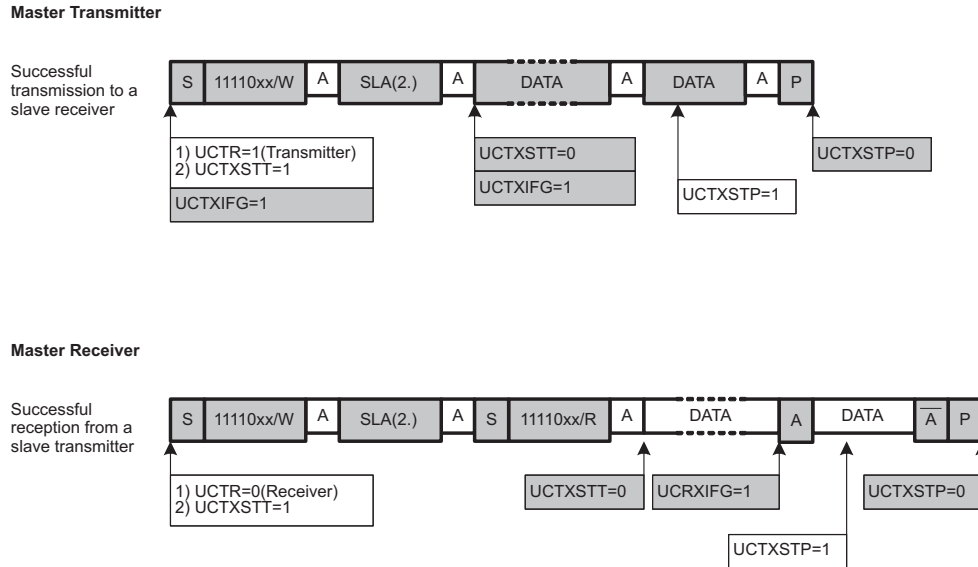 Master Transmitter
Successful
transmission to a
slave receiver
S 11110xx/W A SLA(2.) A DATA A DATA A P
1) UCTR=1(Transmitter)
2) UCTXSTT=1
UCTXIFG=1
UCTXSTT=0
UCTXIFG=1
UCTXSTP=1
UCTXSTP=0
Master Receiver
Successful
reception from a
slave transmitter
S 11110xx/W A SLA(2.) A S 11110xx/R A DATA A DATA A̅ P
1) UCTR=0(Receiver)
2) UCTXSTT=1
UCTXSTT=0
UCRXIFG=1
UCTXSTP=1
UCTXSTP=0